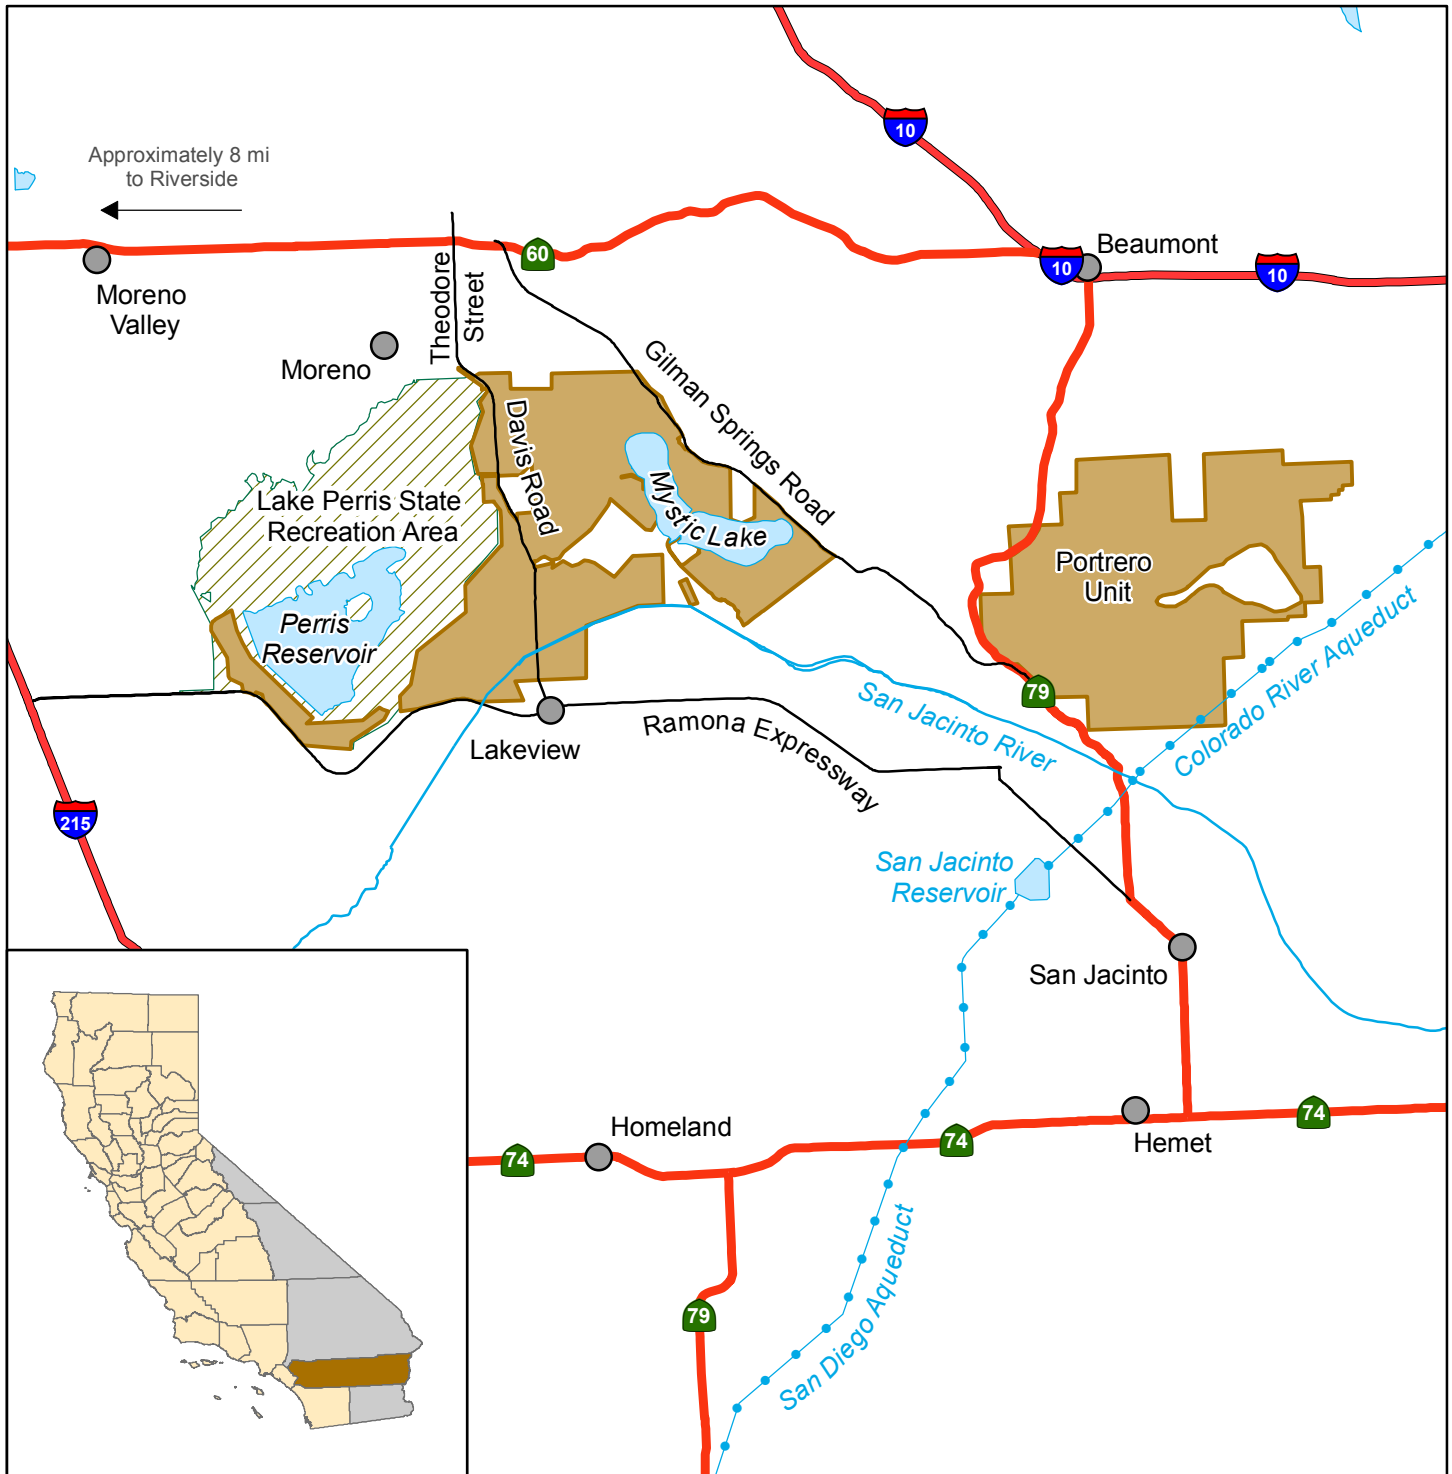 10
Approximately 8 mi
to Riverside
Beaumont
60
10
10
Moreno
Valley
Theodore
Street
Moreno
Gilman Springs Road
Davis Road
Lake Perris State
Recreation Area
Mystic Lake
Portrero
Unit
Perris
Reservoir
Colorado River Aqueduct
79
San Jacinto River
Lakeview
Ramona Expressway
215
San Jacinto
Reservoir
San Jacinto
Homeland
74
74
74
Hemet
San Diego Aqueduct
79